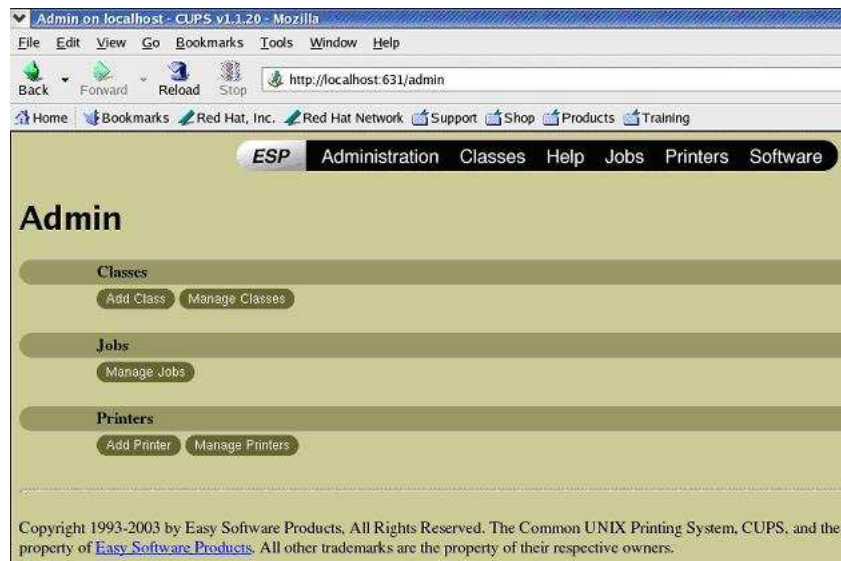 Admin on localhost - CUPS v1.1.20 - Mozilla
File Edit View Go Bookmarks Tools Window Help
Back Forward Reload Stop http://localhost:631/admin
Home Bookmarks Red Hat, Inc. Red Hat Network Support Shop Products Training
ESP Administration Classes Help Jobs Printers Software
Admin
Classes
Add Class Manage Classes
Jobs
Manage Jobs
Printers
Add Printer Manage Printers
Copyright 1993-2003 by Easy Software Products, All Rights Reserved. The Common UNIX Printing System, CUPS, and the
property of Easy Software Products. All other trademarks are the property of their respective owners.